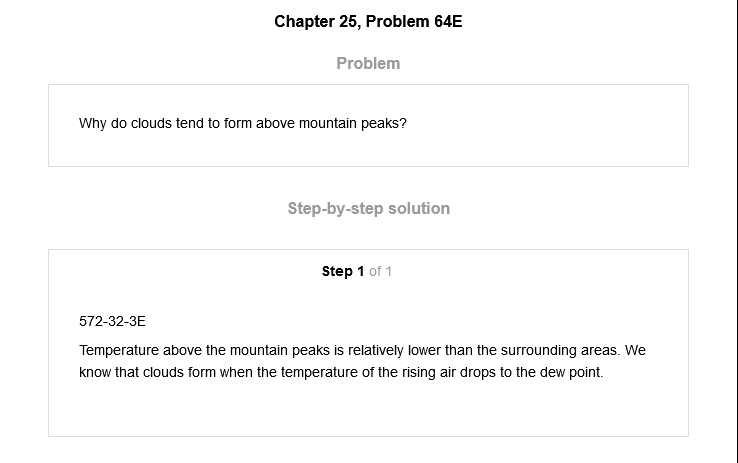 Chapter 25, Problem 64E
Problem
Why do clouds tend to form above mountain peaks?
Step-by-step solution
Step 1 of 1
572-32-3E
Temperature above the mountain peaks is relatively lower than the surrounding areas. We
know that clouds form when the temperature of the rising air drops to the dew point.